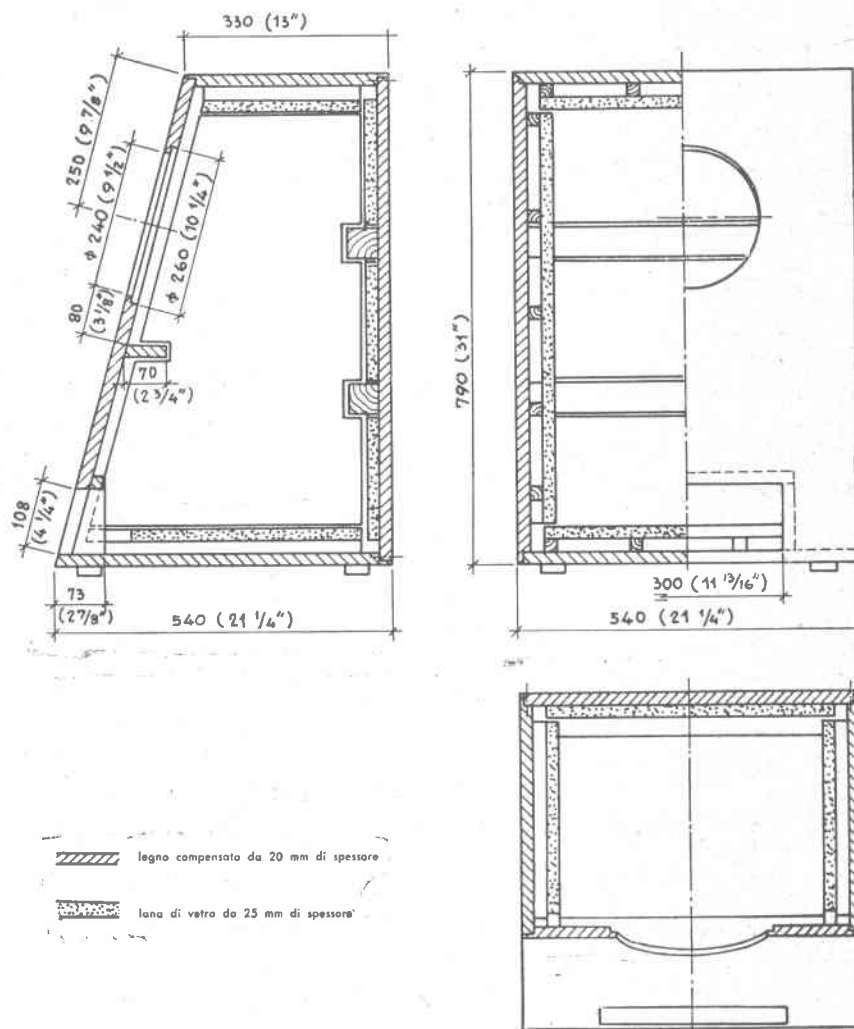 330 (13")
250 (9 7/8")
φ 240 (9 1/2")
φ 260 (10 1/4")
80
(3 1/8)
70
(2 3/4")
108
(4 1/4")
73
(2 7/8")
540 (21 1/4")
790 (31")
300 (11 13/16")
540 (21 1/4")
legno compensato da 20 mm di spessore
lana di vetro da 25 mm di spessore